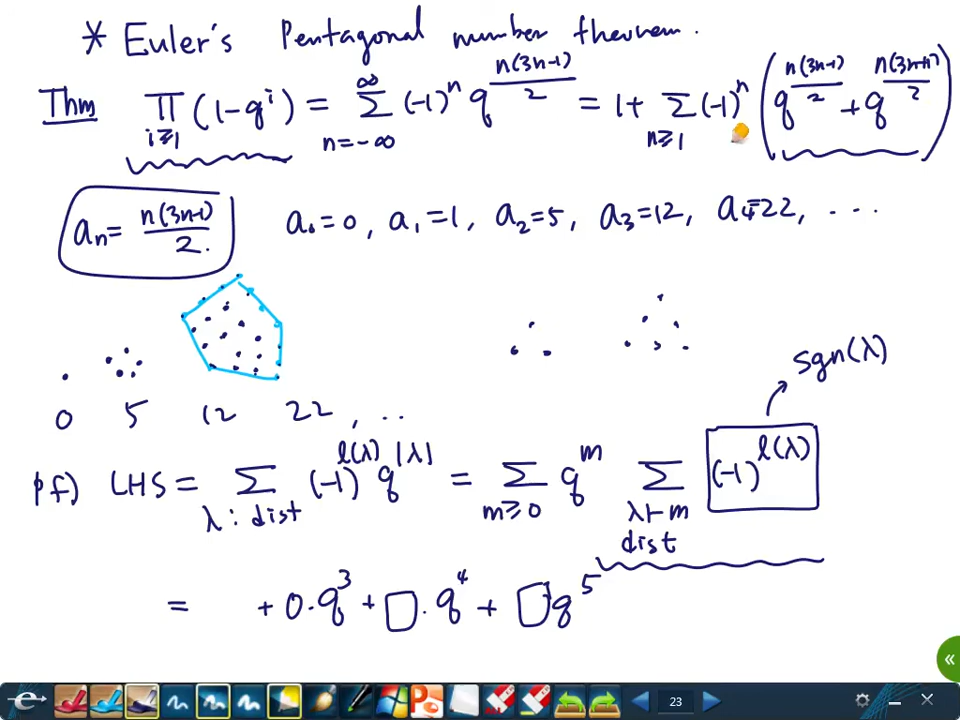 * Euler's Pentagonal number theorem.
Thm ∏_{i≥1} (1-q^i) = ∑_{n=-∞}^{∞} (-1)^n q^{n(3n-1)/2} = 1+ ∑_{n≥1} (-1)^n (q^{n(3n-1)/2} + q^{n(3n+1)/2})
a_n = n(3n-1)/2. a_0=0, a_1=1, a_2=5, a_3=12, a_4=22, ...
sgn(λ)
0 5 12 22, ..
pf) LHS = ∑_{λ: dist} (-1)^{l(λ)} q^{|λ|} = ∑_{m≥0} q^m ∑_{λ⊢m dist} (-1)^{l(λ)}
= +0·q^3 + □·q^4 + □q^5
23